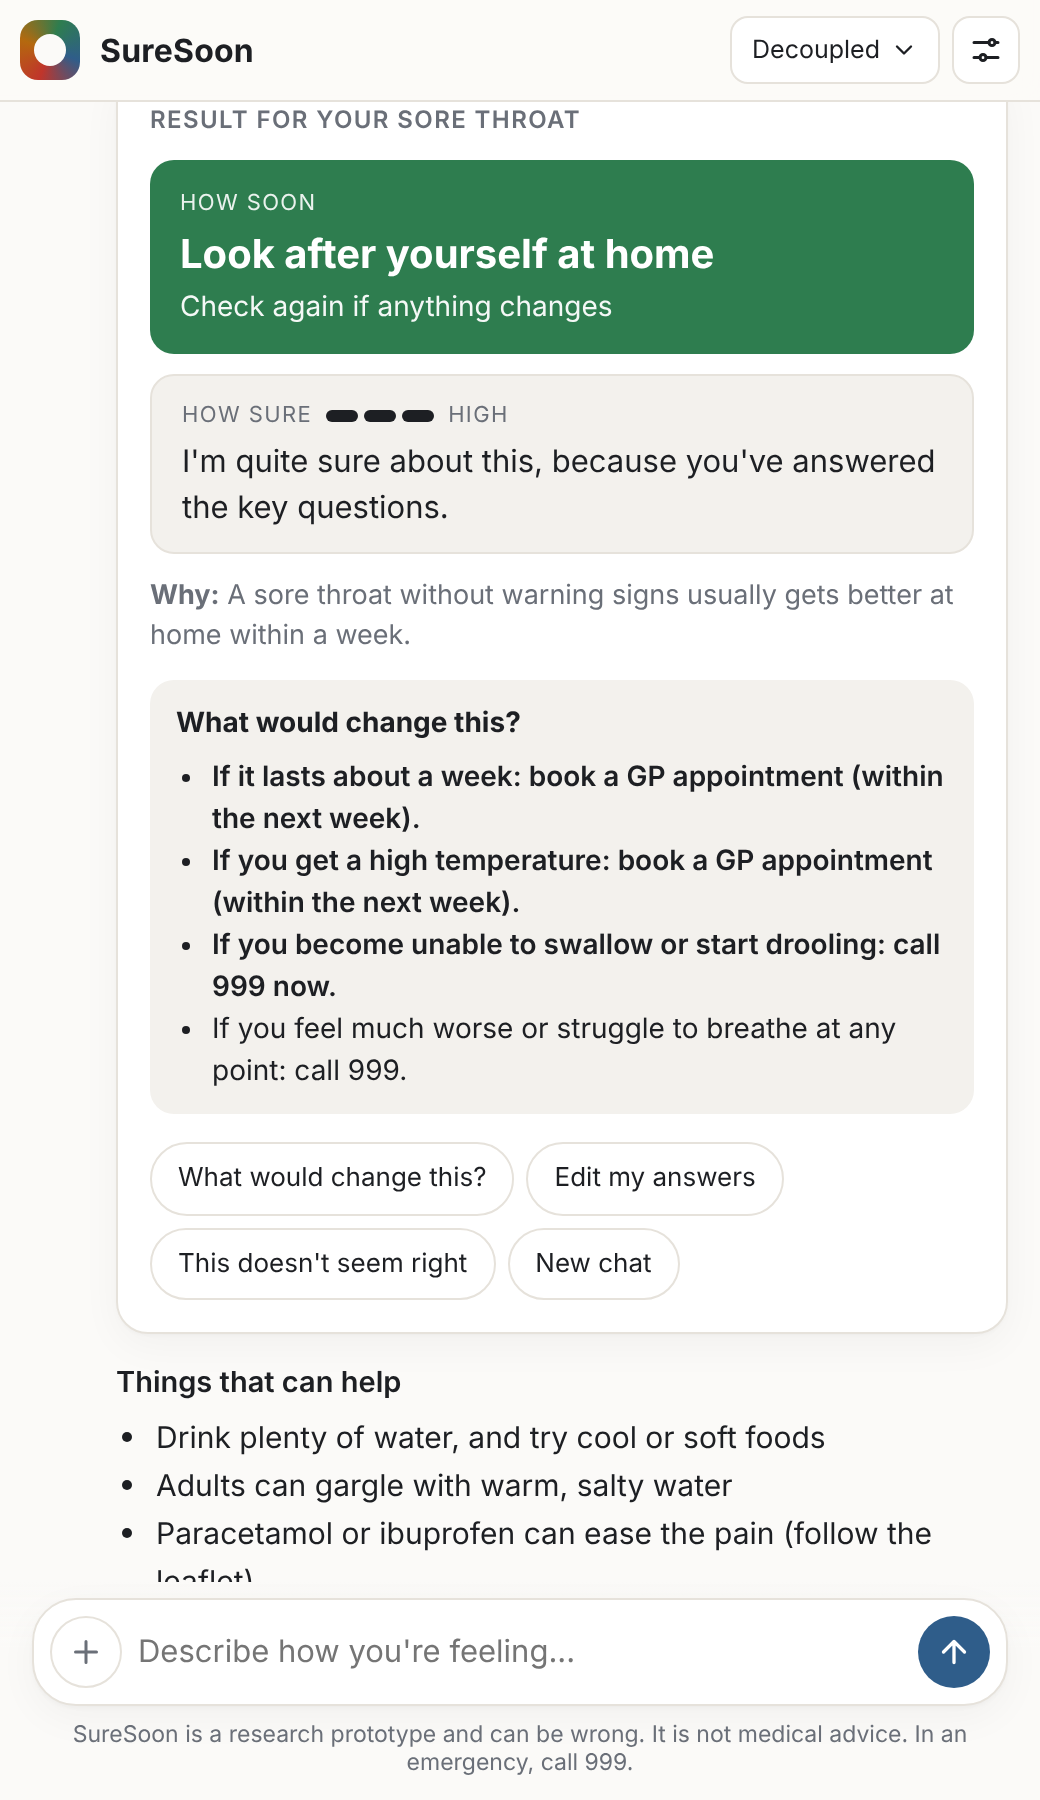 SureSoon
Decoupled
RESULT FOR YOUR SORE THROAT
HOW SOON
Look after yourself at home
Check again if anything changes
HOW SURE HIGH
I'm quite sure about this, because you've answered
the key questions.
Why: A sore throat without warning signs usually gets better at
home within a week.
What would change this?
• If it lasts about a week: book a GP appointment (within
the next week).
• If you get a high temperature: book a GP appointment
(within the next week).
• If you become unable to swallow or start drooling: call
999 now.
• If you feel much worse or struggle to breathe at any
point: call 999.
What would change this?
Edit my answers
This doesn't seem right
New chat
Things that can help
• Drink plenty of water, and try cool or soft foods
• Adults can gargle with warm, salty water
• Paracetamol or ibuprofen can ease the pain (follow the
leaflet)
Describe how you're feeling...
SureSoon is a research prototype and can be wrong. It is not medical advice. In an
emergency, call 999.